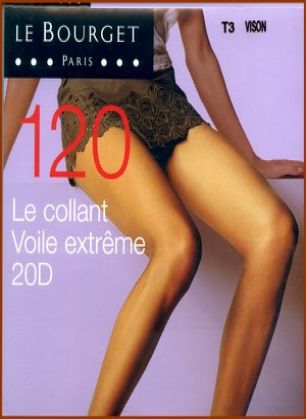 LE BOURGET
PARIS
T3 VISON
120
Le collant
Voile extrême
20D